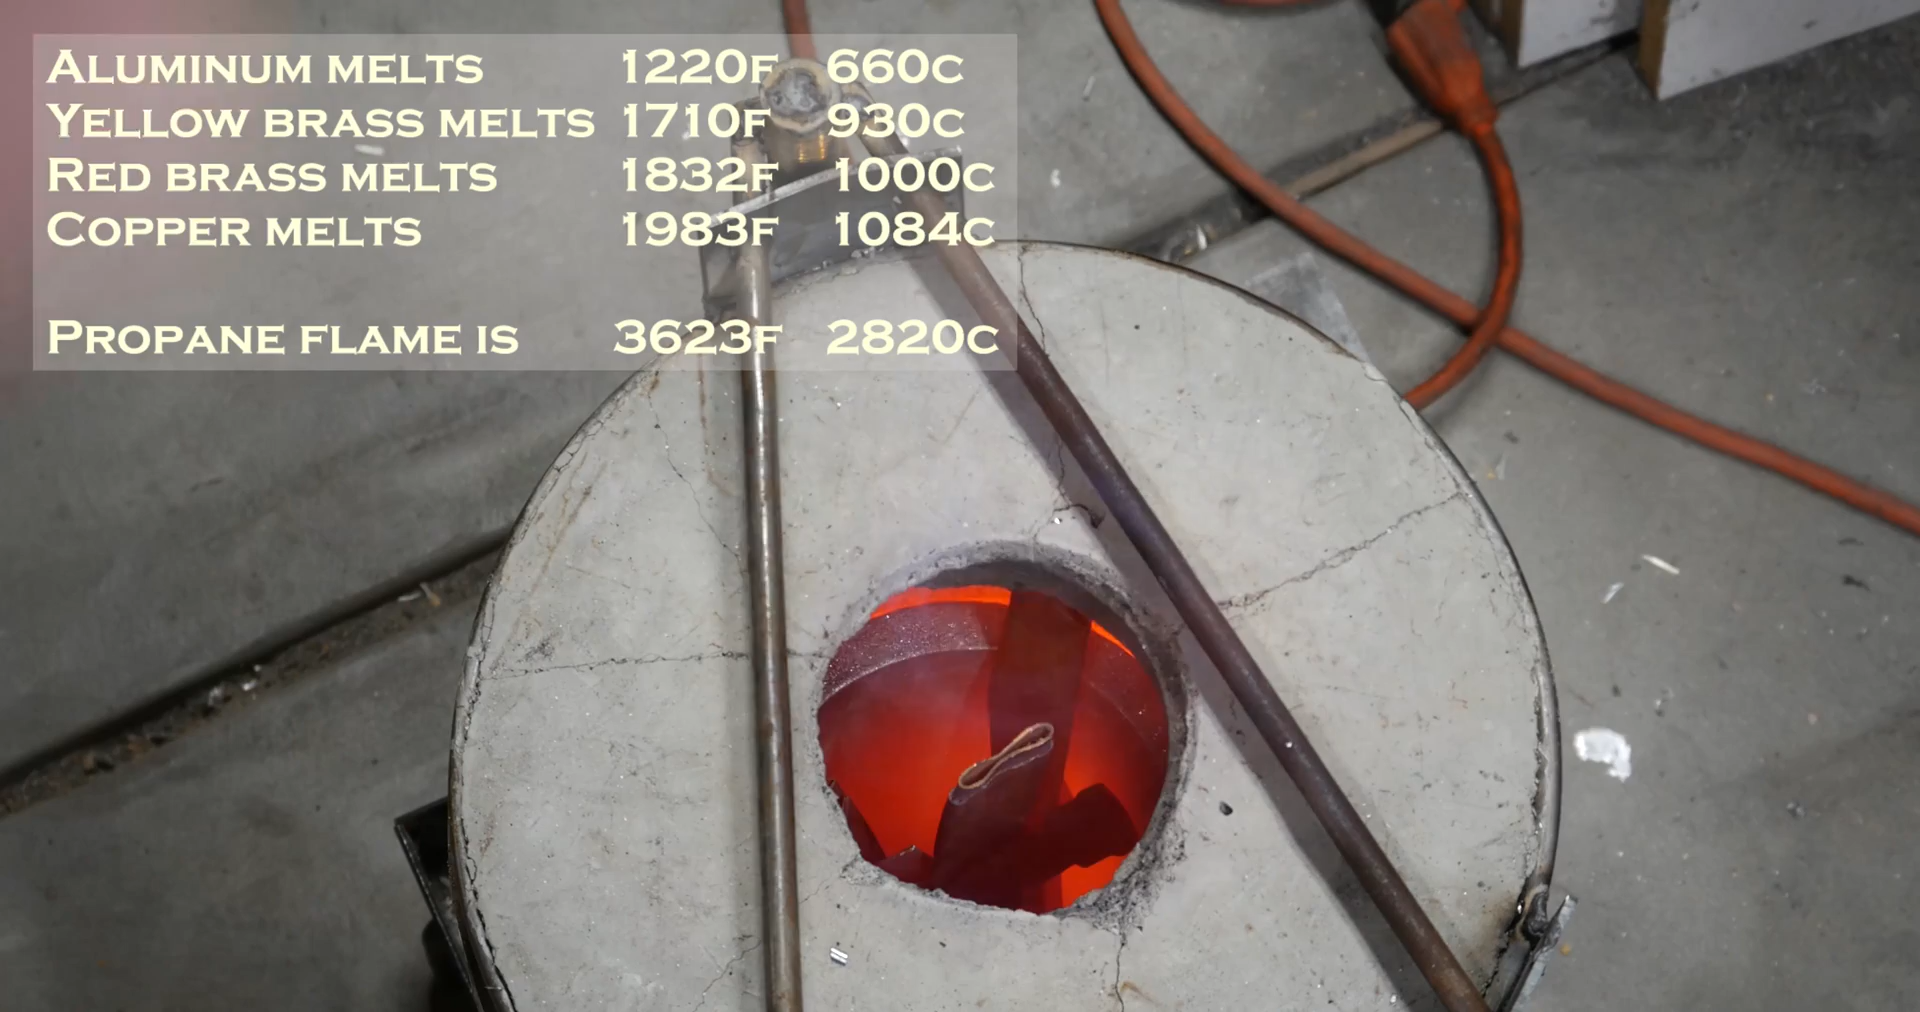 Aluminum melts 1220F 660C
Yellow brass melts 1710F 930C
Red brass melts 1832F 1000C
Copper melts 1983F 1084C
Propane flame is 3623F 2820C